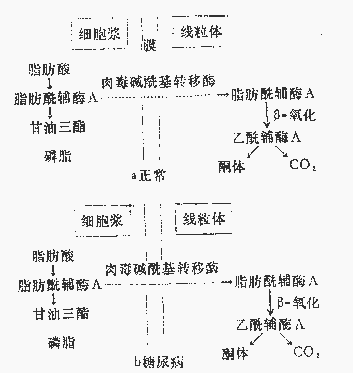 细胞浆 膜 线粒体
脂肪酸 肉毒碱酰基转移酶
脂肪酰辅酶A 脂肪酰辅酶A
β-氧化
甘油三酯 乙酰辅酶A
磷脂 酮体 CO₂
a正常
细胞浆 线粒体
脂肪酸 肉毒碱酰基转移酶
脂肪酰辅酶A 脂肪酰辅酶A
β-氧化
甘油三酯 乙酰辅酶A
磷脂 酮体 CO₂
b糖尿病